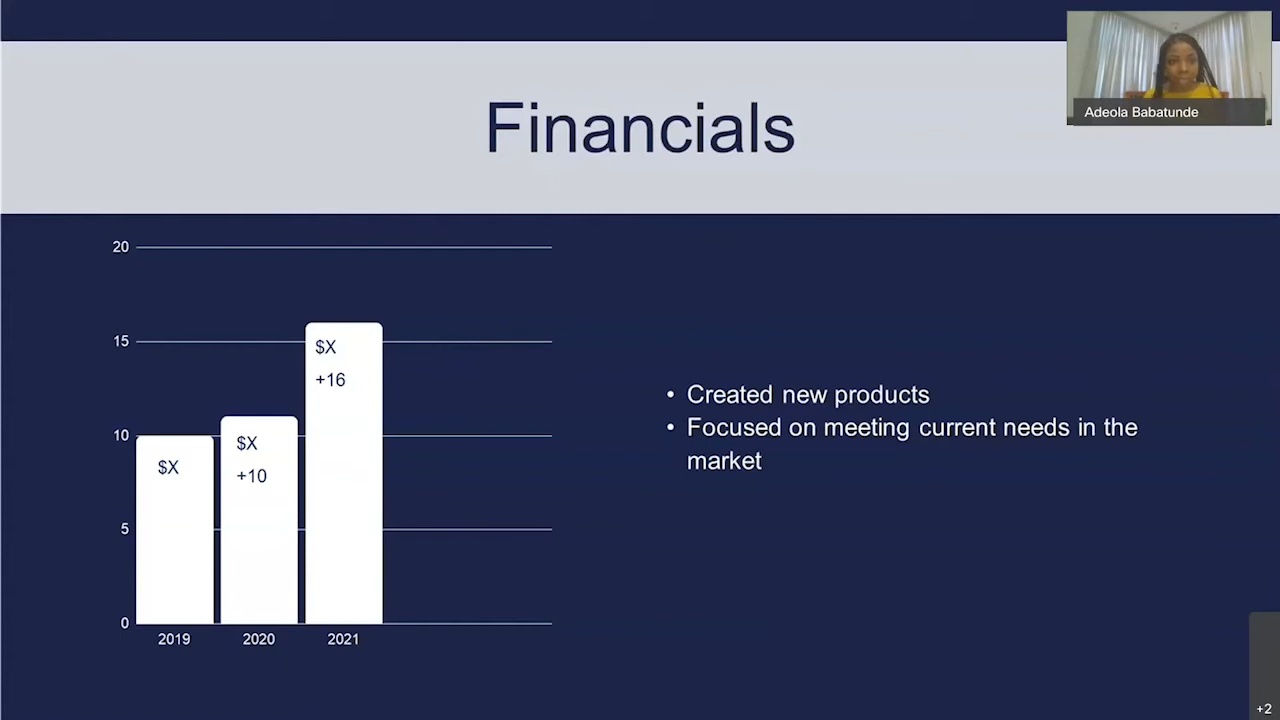 Financials
Adeola Babatunde
20
15
10
5
0
$X
$X
+10
$X
+16
2019
2020
2021
• Created new products
• Focused on meeting current needs in the
market
+2